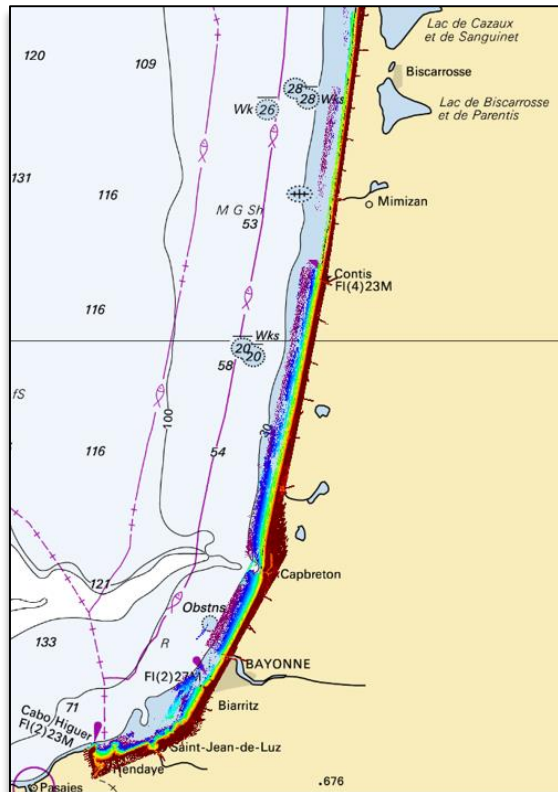 Lac de Cazaux
et de Sanguinet
120
109
Biscarrosse
28
28
Wks
Wk
26
Lac de Biscarrosse
et de Parentis
131
116
M G Sh
53
Mimizan
Contis
Fl(4)23M
116
Wks
20
20
58
fS
100
30
116
54
Capbreton
121
Obstns
133
R
BAYONNE
Fl(2)27M
71
Biarritz
Cabo Higuer
Fl(2)23M
Saint-Jean-de-Luz
Hendaye
.676
Pasajes